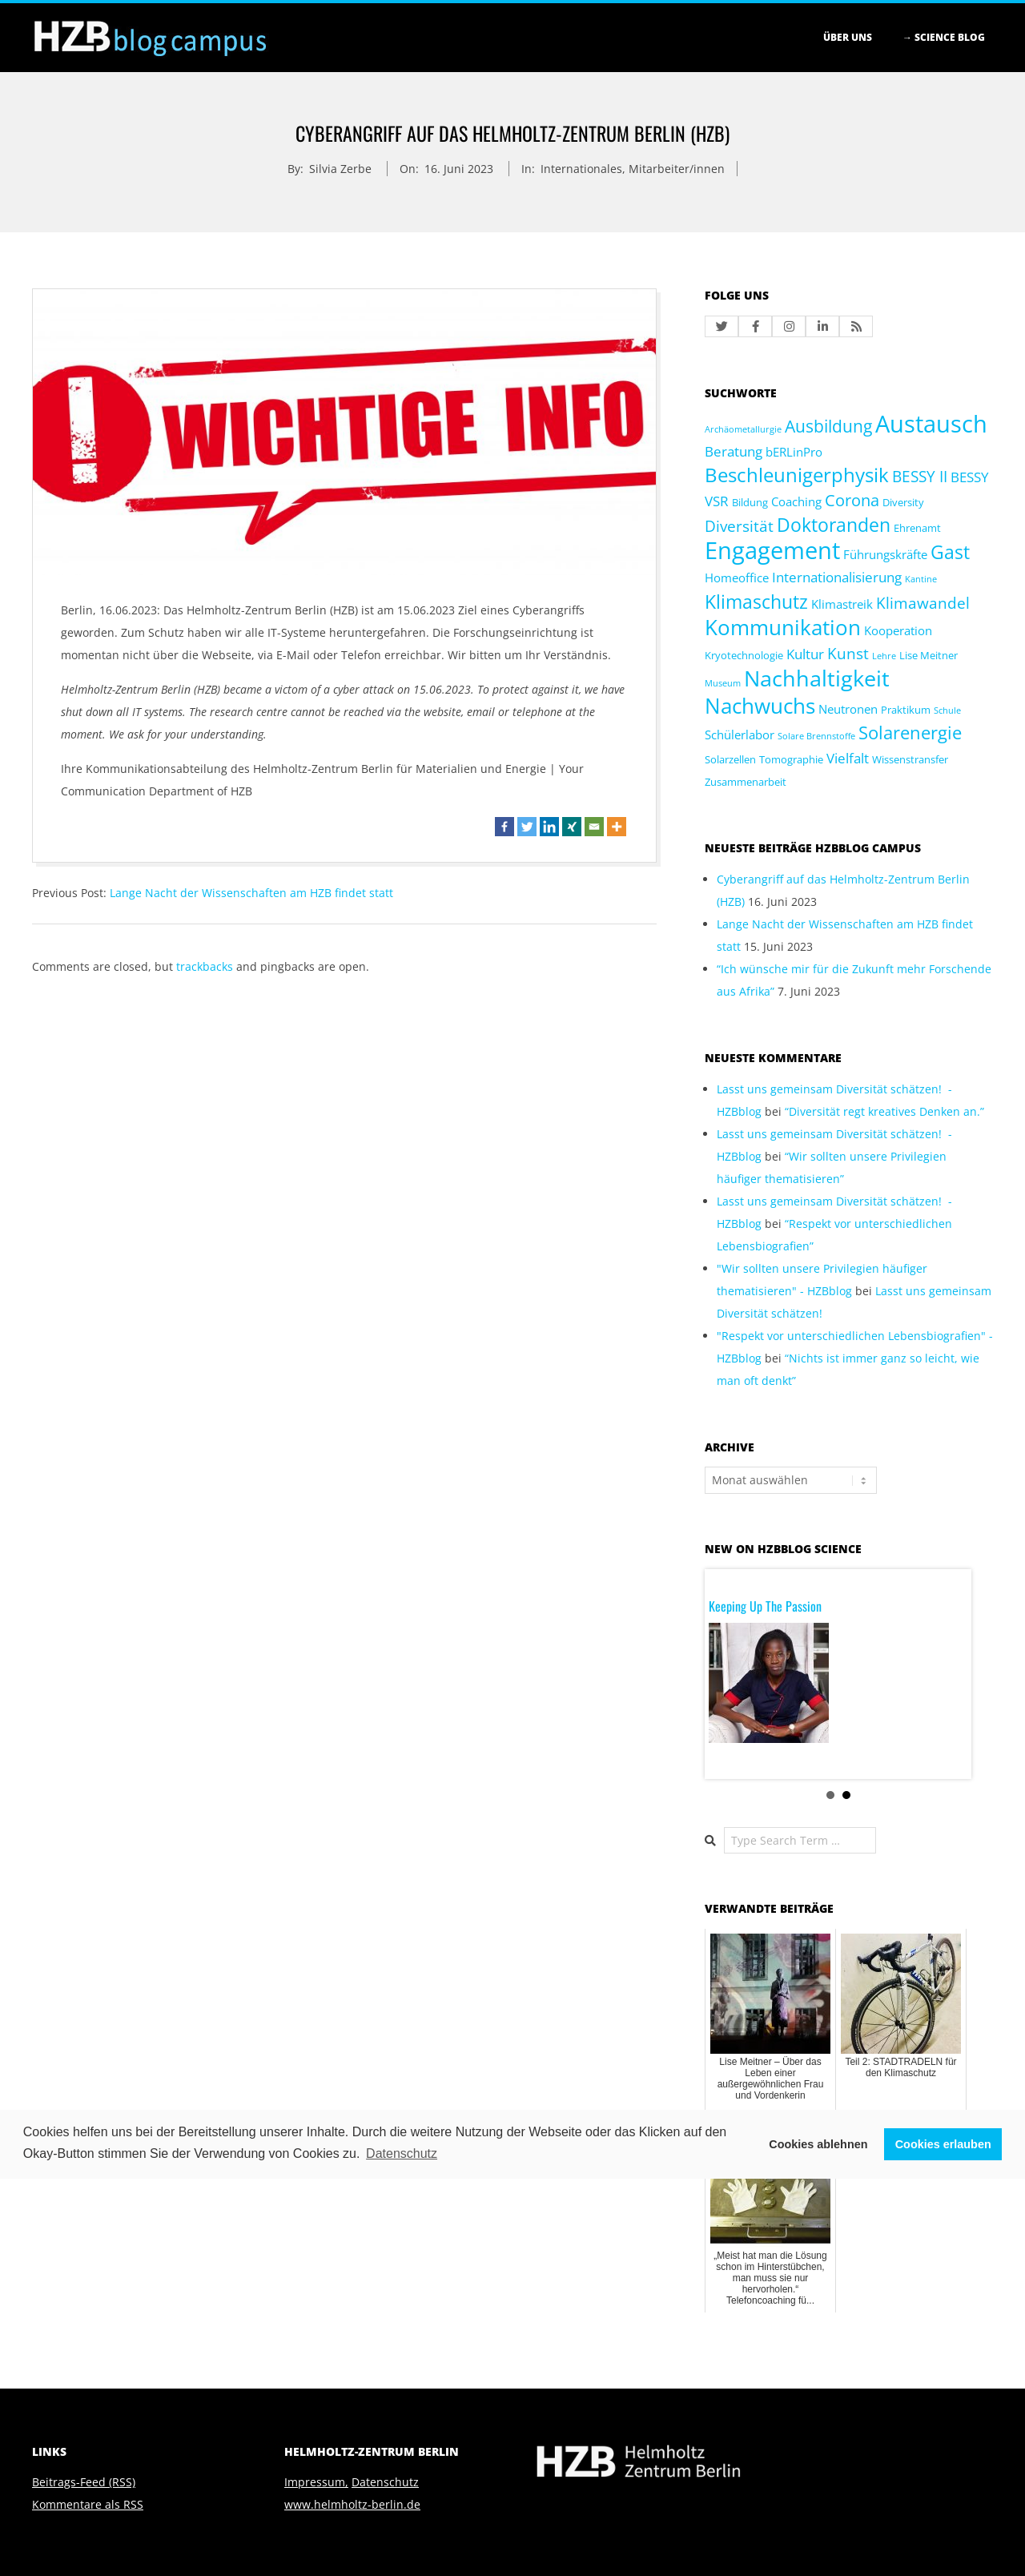 HZB blog campus
ÜBER UNS
→ SCIENCE BLOG
CYBERANGRIFF AUF DAS HELMHOLTZ-ZENTRUM BERLIN (HZB)
By: Silvia Zerbe
On: 16. Juni 2023
In: Internationales, Mitarbeiter/innen
! WICHTIGE INFO
Berlin, 16.06.2023: Das Helmholtz-Zentrum Berlin (HZB) ist am 15.06.2023 Ziel eines Cyberangriffs
geworden. Zum Schutz haben wir alle IT-Systeme heruntergefahren. Die Forschungseinrichtung ist
momentan nicht über die Webseite, via E-Mail oder Telefon erreichbar. Wir bitten um Ihr Verständnis.
Helmholtz-Zentrum Berlin (HZB) became a victom of a cyber attack on 15.06.2023. To protect against it, we have
shut down all IT systems. The research centre cannot be reached via the website, email or telephone at the
moment. We ask for your understanding.
Ihre Kommunikationsabteilung des Helmholtz-Zentrum Berlin für Materialien und Energie | Your
Communication Department of HZB
Previous Post: Lange Nacht der Wissenschaften am HZB findet statt
Comments are closed, but trackbacks and pingbacks are open.
FOLGE UNS
SUCHWORTE
Archäometallurgie Ausbildung Austausch
Beratung bERLinPro
Beschleunigerphysik BESSY II BESSY
VSR Bildung Coaching Corona Diversity
Diversität Doktoranden Ehrenamt
Engagement Führungskräfte Gast
Homeoffice Internationalisierung Kantine
Klimaschutz Klimastreik Klimawandel
Kommunikation Kooperation
Kryotechnologie Kultur Kunst Lehre Lise Meitner
Museum Nachhaltigkeit
Nachwuchs Neutronen Praktikum Schule
Schülerlabor Solare Brennstoffe Solarenergie
Solarzellen Tomographie Vielfalt Wissenstransfer
Zusammenarbeit
NEUESTE BEITRÄGE HZBBLOG CAMPUS
Cyberangriff auf das Helmholtz-Zentrum Berlin
(HZB) 16. Juni 2023
Lange Nacht der Wissenschaften am HZB findet
statt 15. Juni 2023
“Ich wünsche mir für die Zukunft mehr Forschende
aus Afrika” 7. Juni 2023
NEUESTE KOMMENTARE
Lasst uns gemeinsam Diversität schätzen! -
HZBblog bei “Diversität regt kreatives Denken an.”
Lasst uns gemeinsam Diversität schätzen! -
HZBblog bei “Wir sollten unsere Privilegien
häufiger thematisieren”
Lasst uns gemeinsam Diversität schätzen! -
HZBblog bei “Respekt vor unterschiedlichen
Lebensbiografien”
"Wir sollten unsere Privilegien häufiger
thematisieren" - HZBblog bei Lasst uns gemeinsam
Diversität schätzen!
"Respekt vor unterschiedlichen Lebensbiografien" -
HZBblog bei “Nichts ist immer ganz so leicht, wie
man oft denkt”
ARCHIVE
Monat auswählen
NEW ON HZBBLOG SCIENCE
Keeping Up The Passion
Type Search Term …
VERWANDTE BEITRÄGE
Lise Meitner – Über das
Leben einer
außergewöhnlichen Frau
und Vordenkerin
Teil 2: STADTRADELN für
den Klimaschutz
Cookies helfen uns bei der Bereitstellung unserer Inhalte. Durch die weitere Nutzung der Webseite oder das Klicken auf den
Okay-Button stimmen Sie der Verwendung von Cookies zu. Datenschutz
Cookies ablehnen
Cookies erlauben
„Meist hat man die Lösung
schon im Hinterstübchen,
man muss sie nur
hervorholen.“
Telefoncoaching fü...
LINKS
Beitrags-Feed (RSS)
Kommentare als RSS
HELMHOLTZ-ZENTRUM BERLIN
Impressum, Datenschutz
www.helmholtz-berlin.de
HZB Helmholtz
Zentrum Berlin